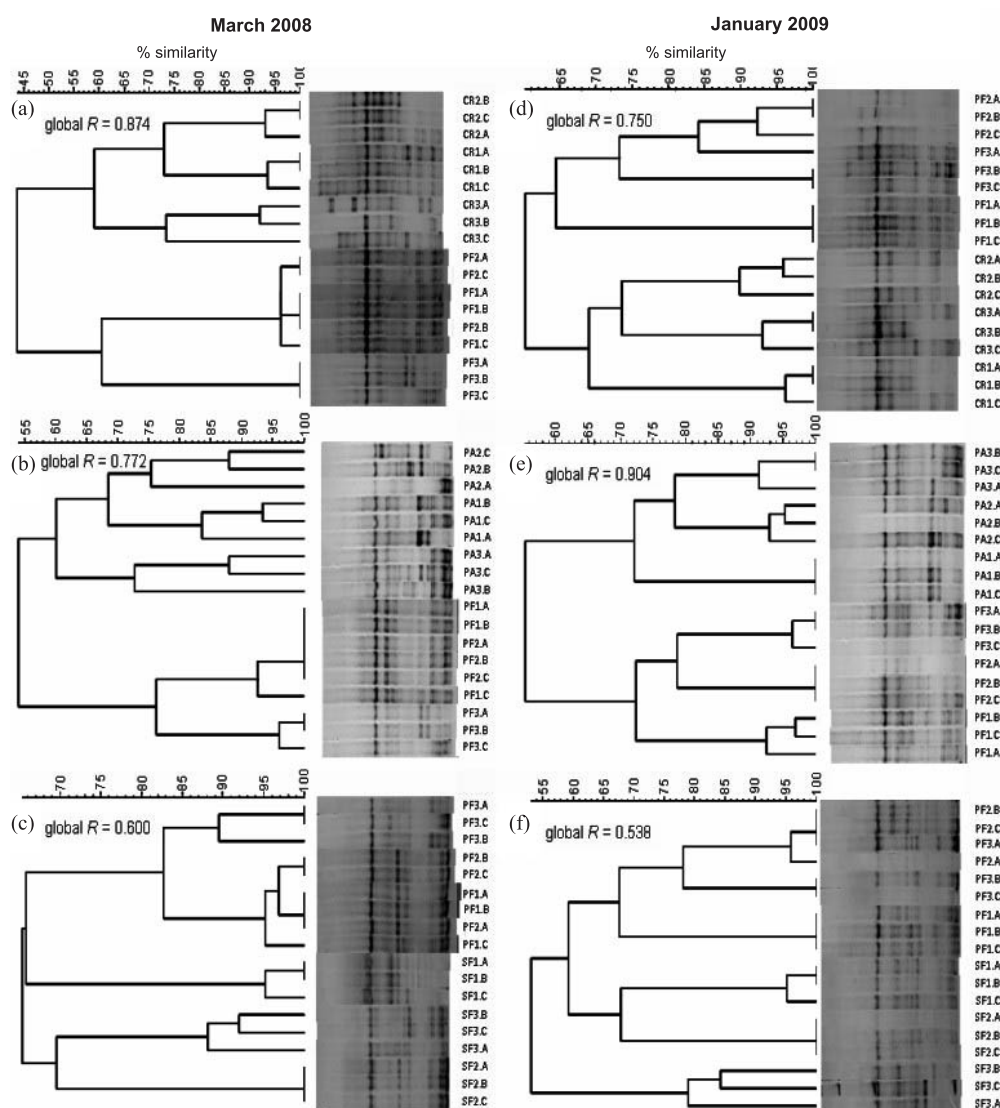 March 2008
January 2009
% similarity
% similarity
(a)
45 50 55 60 65 70 75 80 85 90 95 100
global R = 0.874
CR2.B
CR2.C
CR2.A
CR1.A
CR1.B
CR1.C
CR3.A
CR3.B
CR3.C
PF2.A
PF2.C
PF1.A
PF1.B
PF2.B
PF1.C
PF3.A
PF3.B
PF3.C
(d)
65 70 75 80 85 90 95 100
global R = 0.750
PF2.A
PF2.B
PF2.C
PF3.A
PF3.B
PF3.C
PF1.A
PF1.B
PF1.C
CR2.A
CR2.B
CR2.C
CR3.A
CR3.B
CR3.C
CR1.A
CR1.B
CR1.C
(b)
55 60 65 70 75 80 85 90 95 100
global R = 0.772
PA2.C
PA2.B
PA2.A
PA1.B
PA1.C
PA1.A
PA3.A
PA3.C
PA3.B
PF1.A
PF1.B
PF2.A
PF2.B
PF2.C
PF1.C
PF3.A
PF3.B
PF3.C
(e)
55 60 65 70 75 80 85 90 95 100
global R = 0.904
PA3.B
PA3.C
PA3.A
PA2.A
PA2.B
PA2.C
PA1.A
PA1.B
PA1.C
PF3.A
PF3.B
PF3.C
PF2.A
PF2.B
PF2.C
PF1.B
PF1.C
PF1.A
(c)
70 75 80 85 90 95 100
global R = 0.600
PF3.A
PF3.C
PF3.B
PF2.B
PF2.C
PF1.A
PF1.B
PF2.A
PF1.C
SF1.A
SF1.B
SF1.C
SF3.B
SF3.C
SF3.A
SF2.A
SF2.B
SF2.C
(f)
55 60 65 70 75 80 85 90 95 100
global R = 0.538
PF2.B
PF2.C
PF3.A
PF2.A
PF3.B
PF3.C
PF1.A
PF1.B
PF1.C
SF1.A
SF1.B
SF1.C
SF2.A
SF2.B
SF2.C
SF3.B
SF3.C
SF3.A